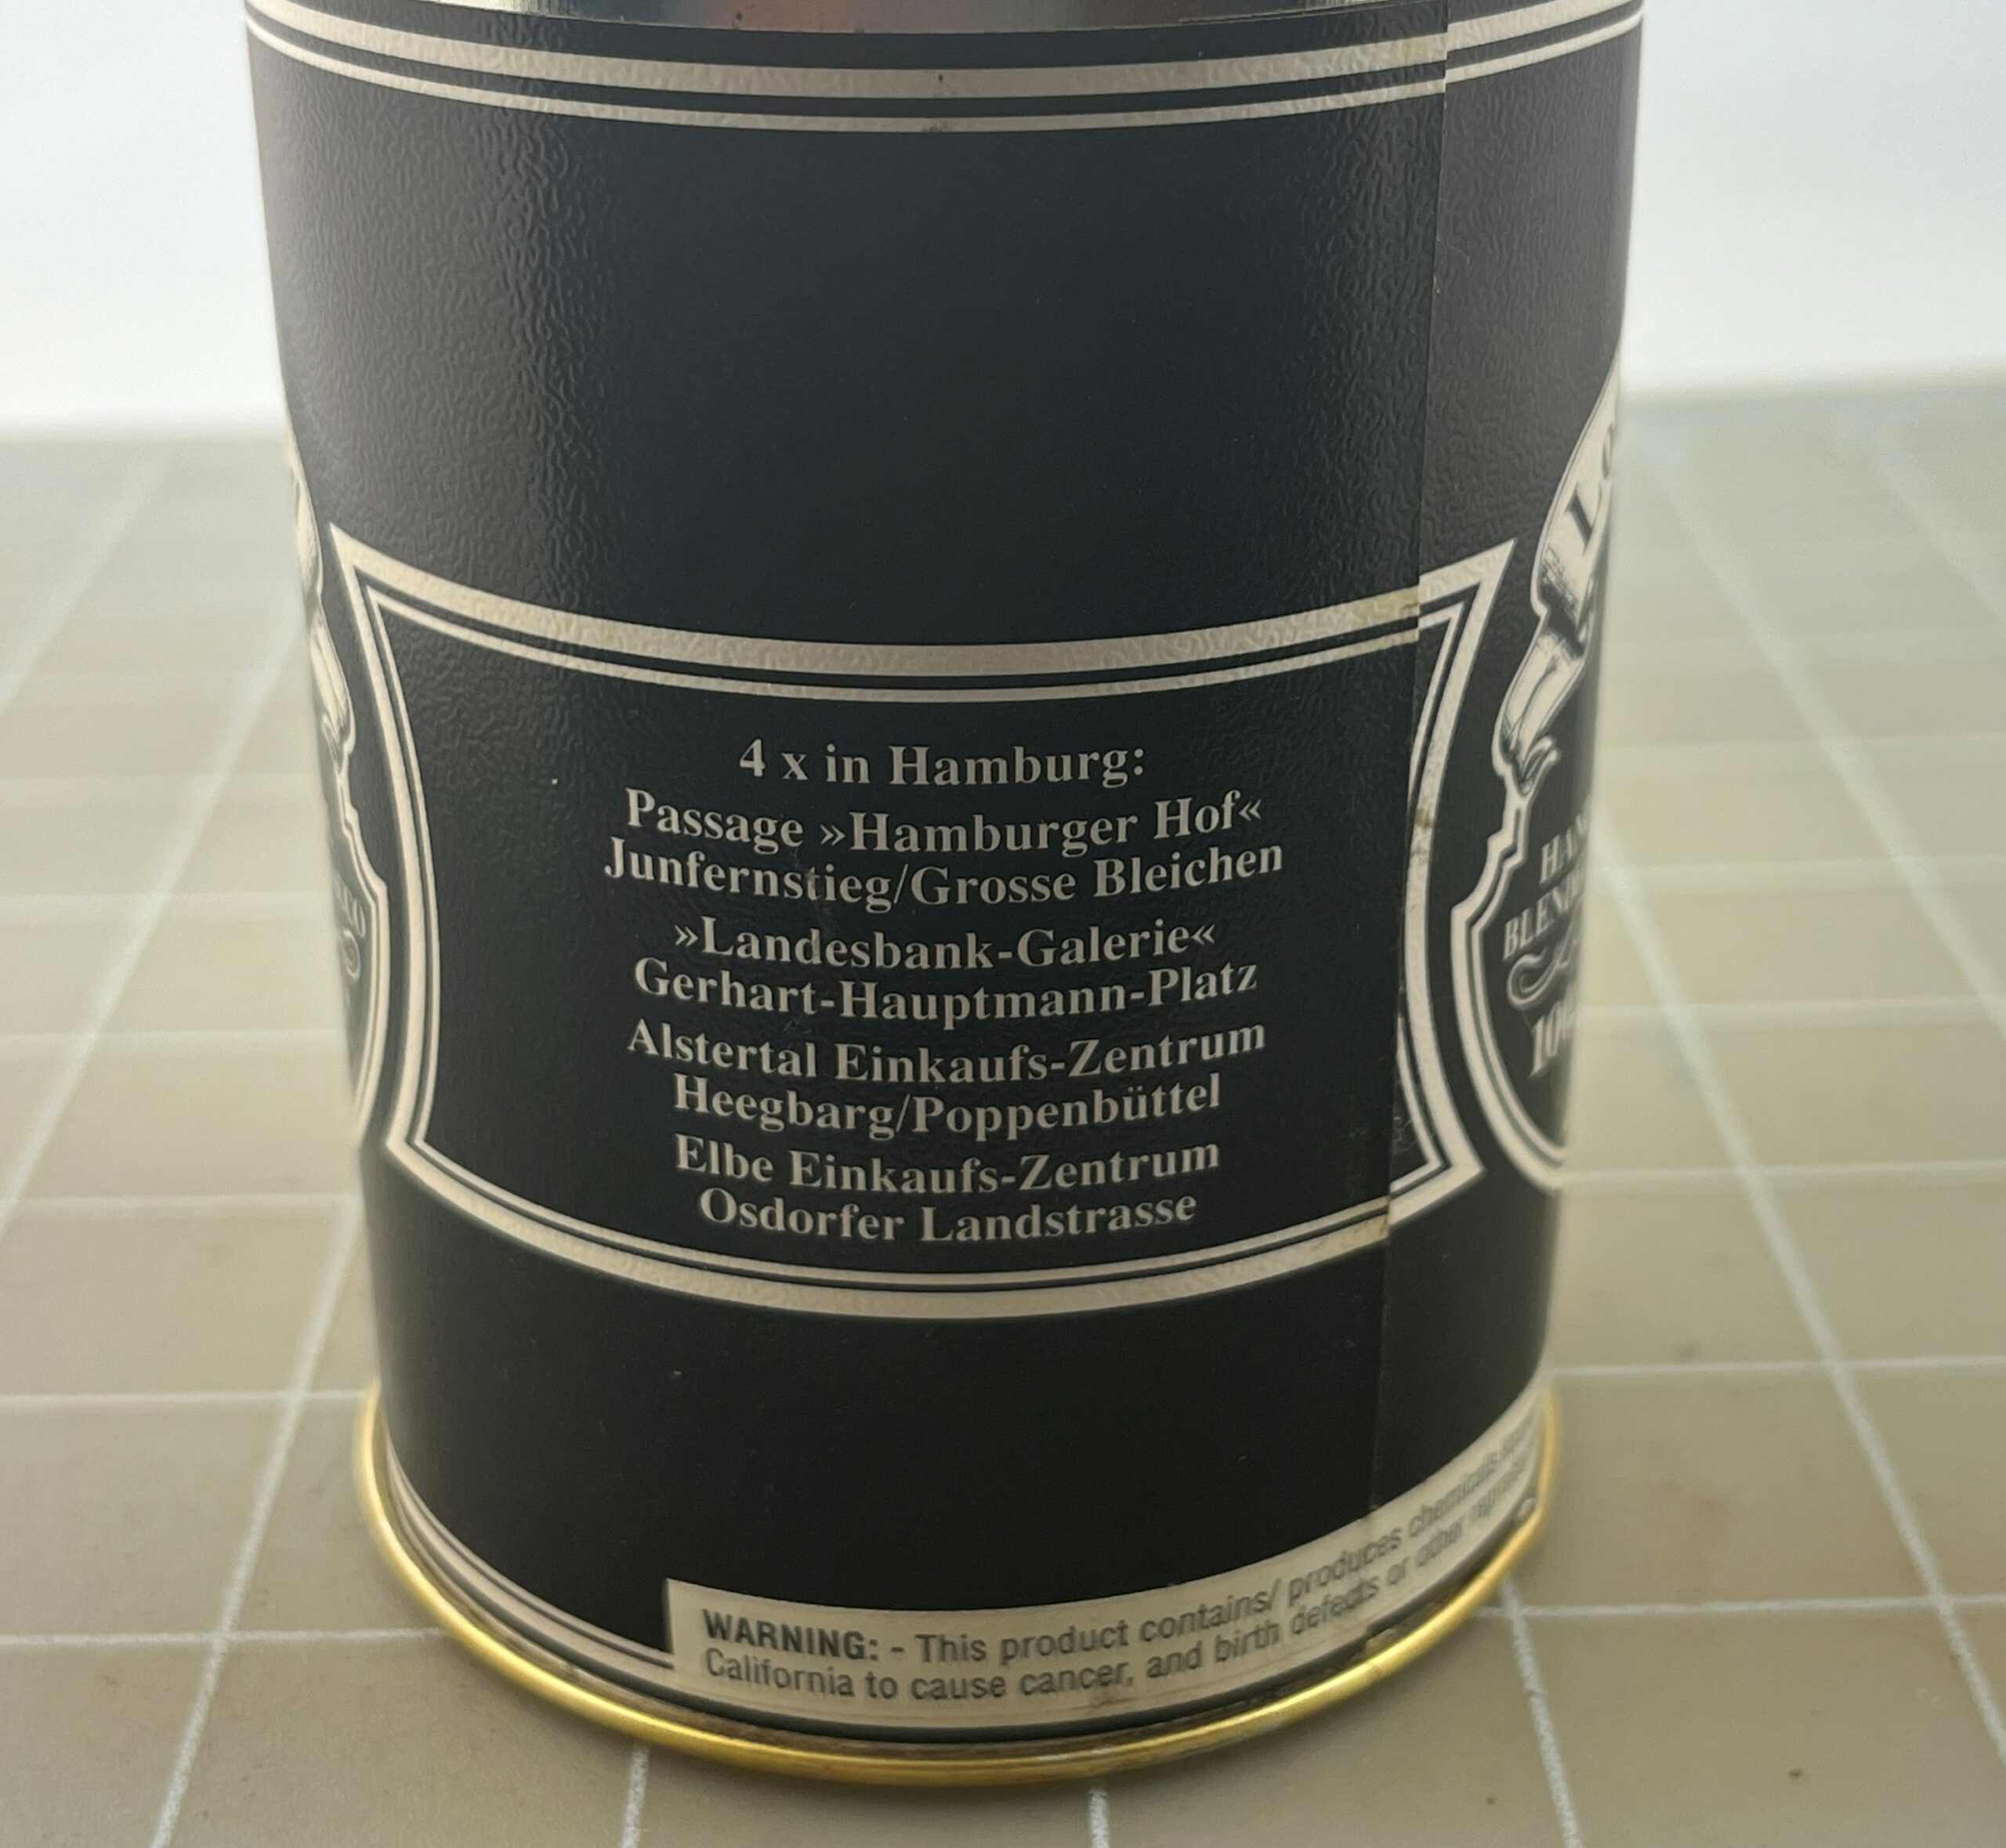 4 x in Hamburg:
Passage »Hamburger Hof«
Junfernstieg/Grosse Bleichen
»Landesbank-Galerie«
Gerhart-Hauptmann-Platz
Alstertal Einkaufs-Zentrum
Heegbarg/Poppenbüttel
Elbe Einkaufs-Zentrum
Osdorfer Landstrasse
WARNING: - This product contains/ produces chemicals
California to cause cancer, and birth defects or other